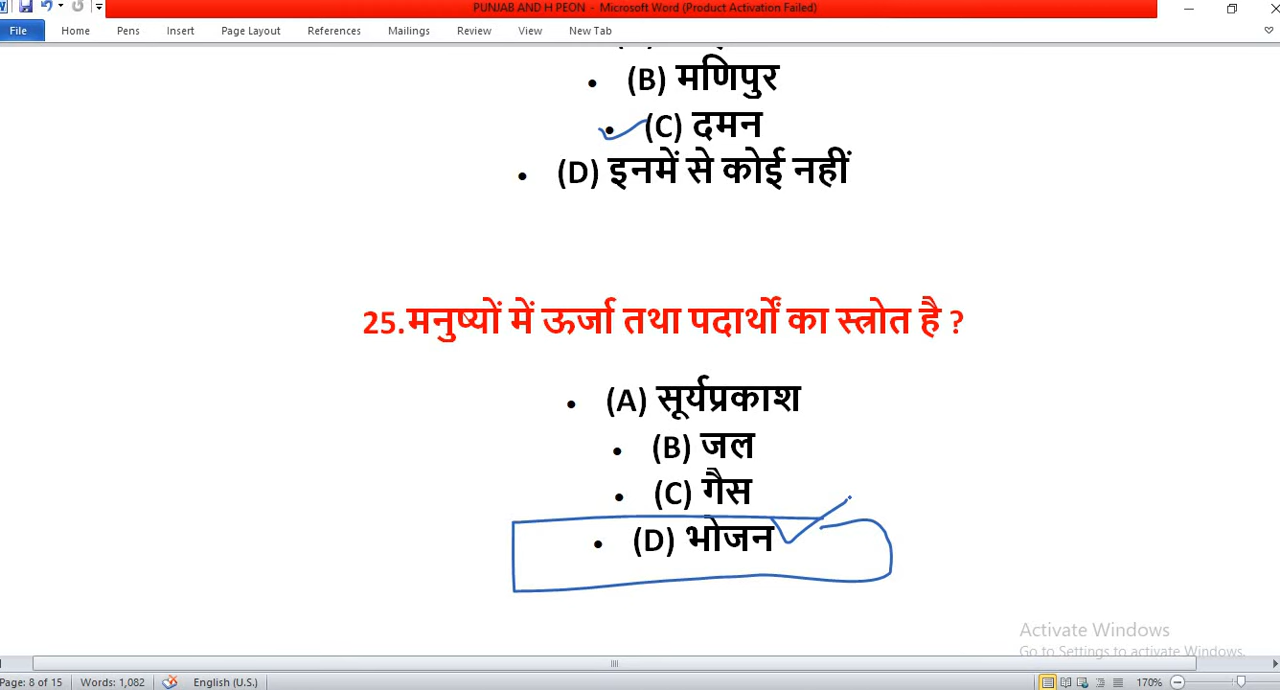 PUNJAB AND H PEON - Microsoft Word (Product Activation Failed)
File Home Pens Insert Page Layout References Mailings Review View New Tab
• (B) मणिपुर
• (C) दमन
• (D) इनमें से कोई नहीं
25.मनुष्यों में ऊर्जा तथा पदार्थों का स्त्रोत है ?
• (A) सूर्यप्रकाश
• (B) जल
• (C) गैस
• (D) भोजन
Activate Windows
Go to Settings to activate Windows.
Page: 8 of 15 Words: 1,082 English (U.S.) 170%